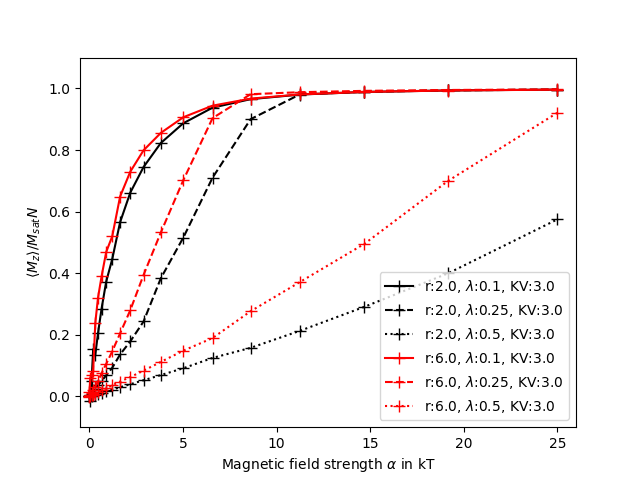 1.0
0.8
0.6
0.4
0.2
0.0
⟨M_z⟩/M_{sat}N
0 5 10 15 20 25
Magnetic field strength α in kT
r:2.0, λ:0.1, KV:3.0
r:2.0, λ:0.25, KV:3.0
r:2.0, λ:0.5, KV:3.0
r:6.0, λ:0.1, KV:3.0
r:6.0, λ:0.25, KV:3.0
r:6.0, λ:0.5, KV:3.0